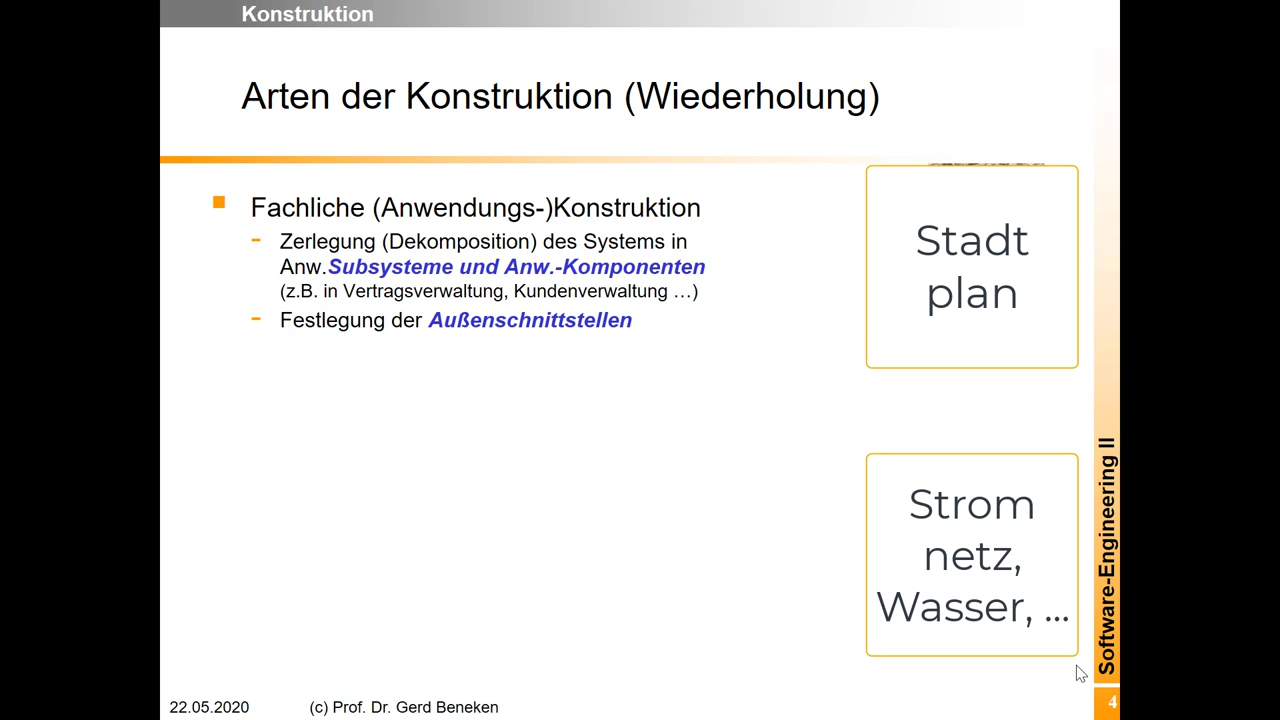 Konstruktion
Arten der Konstruktion (Wiederholung)
Fachliche (Anwendungs-)Konstruktion
- Zerlegung (Dekomposition) des Systems in
Anw.Subsysteme und Anw.-Komponenten
(z.B. in Vertragsverwaltung, Kundenverwaltung …)
- Festlegung der Außenschnittstellen
Stadt
plan
Strom
netz,
Wasser, ...
Software-Engineering II
22.05.2020
(c) Prof. Dr. Gerd Beneken
4